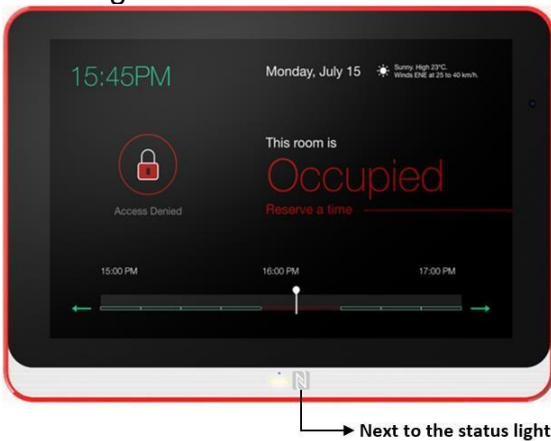 15:45PM
Monday, July 15
Sunny. High 23°C.
Winds ENE at 25 to 40 km/h.
This room is
Occupied
Access Denied
Reserve a time
15:00 PM
16:00 PM
17:00 PM
Next to the status light